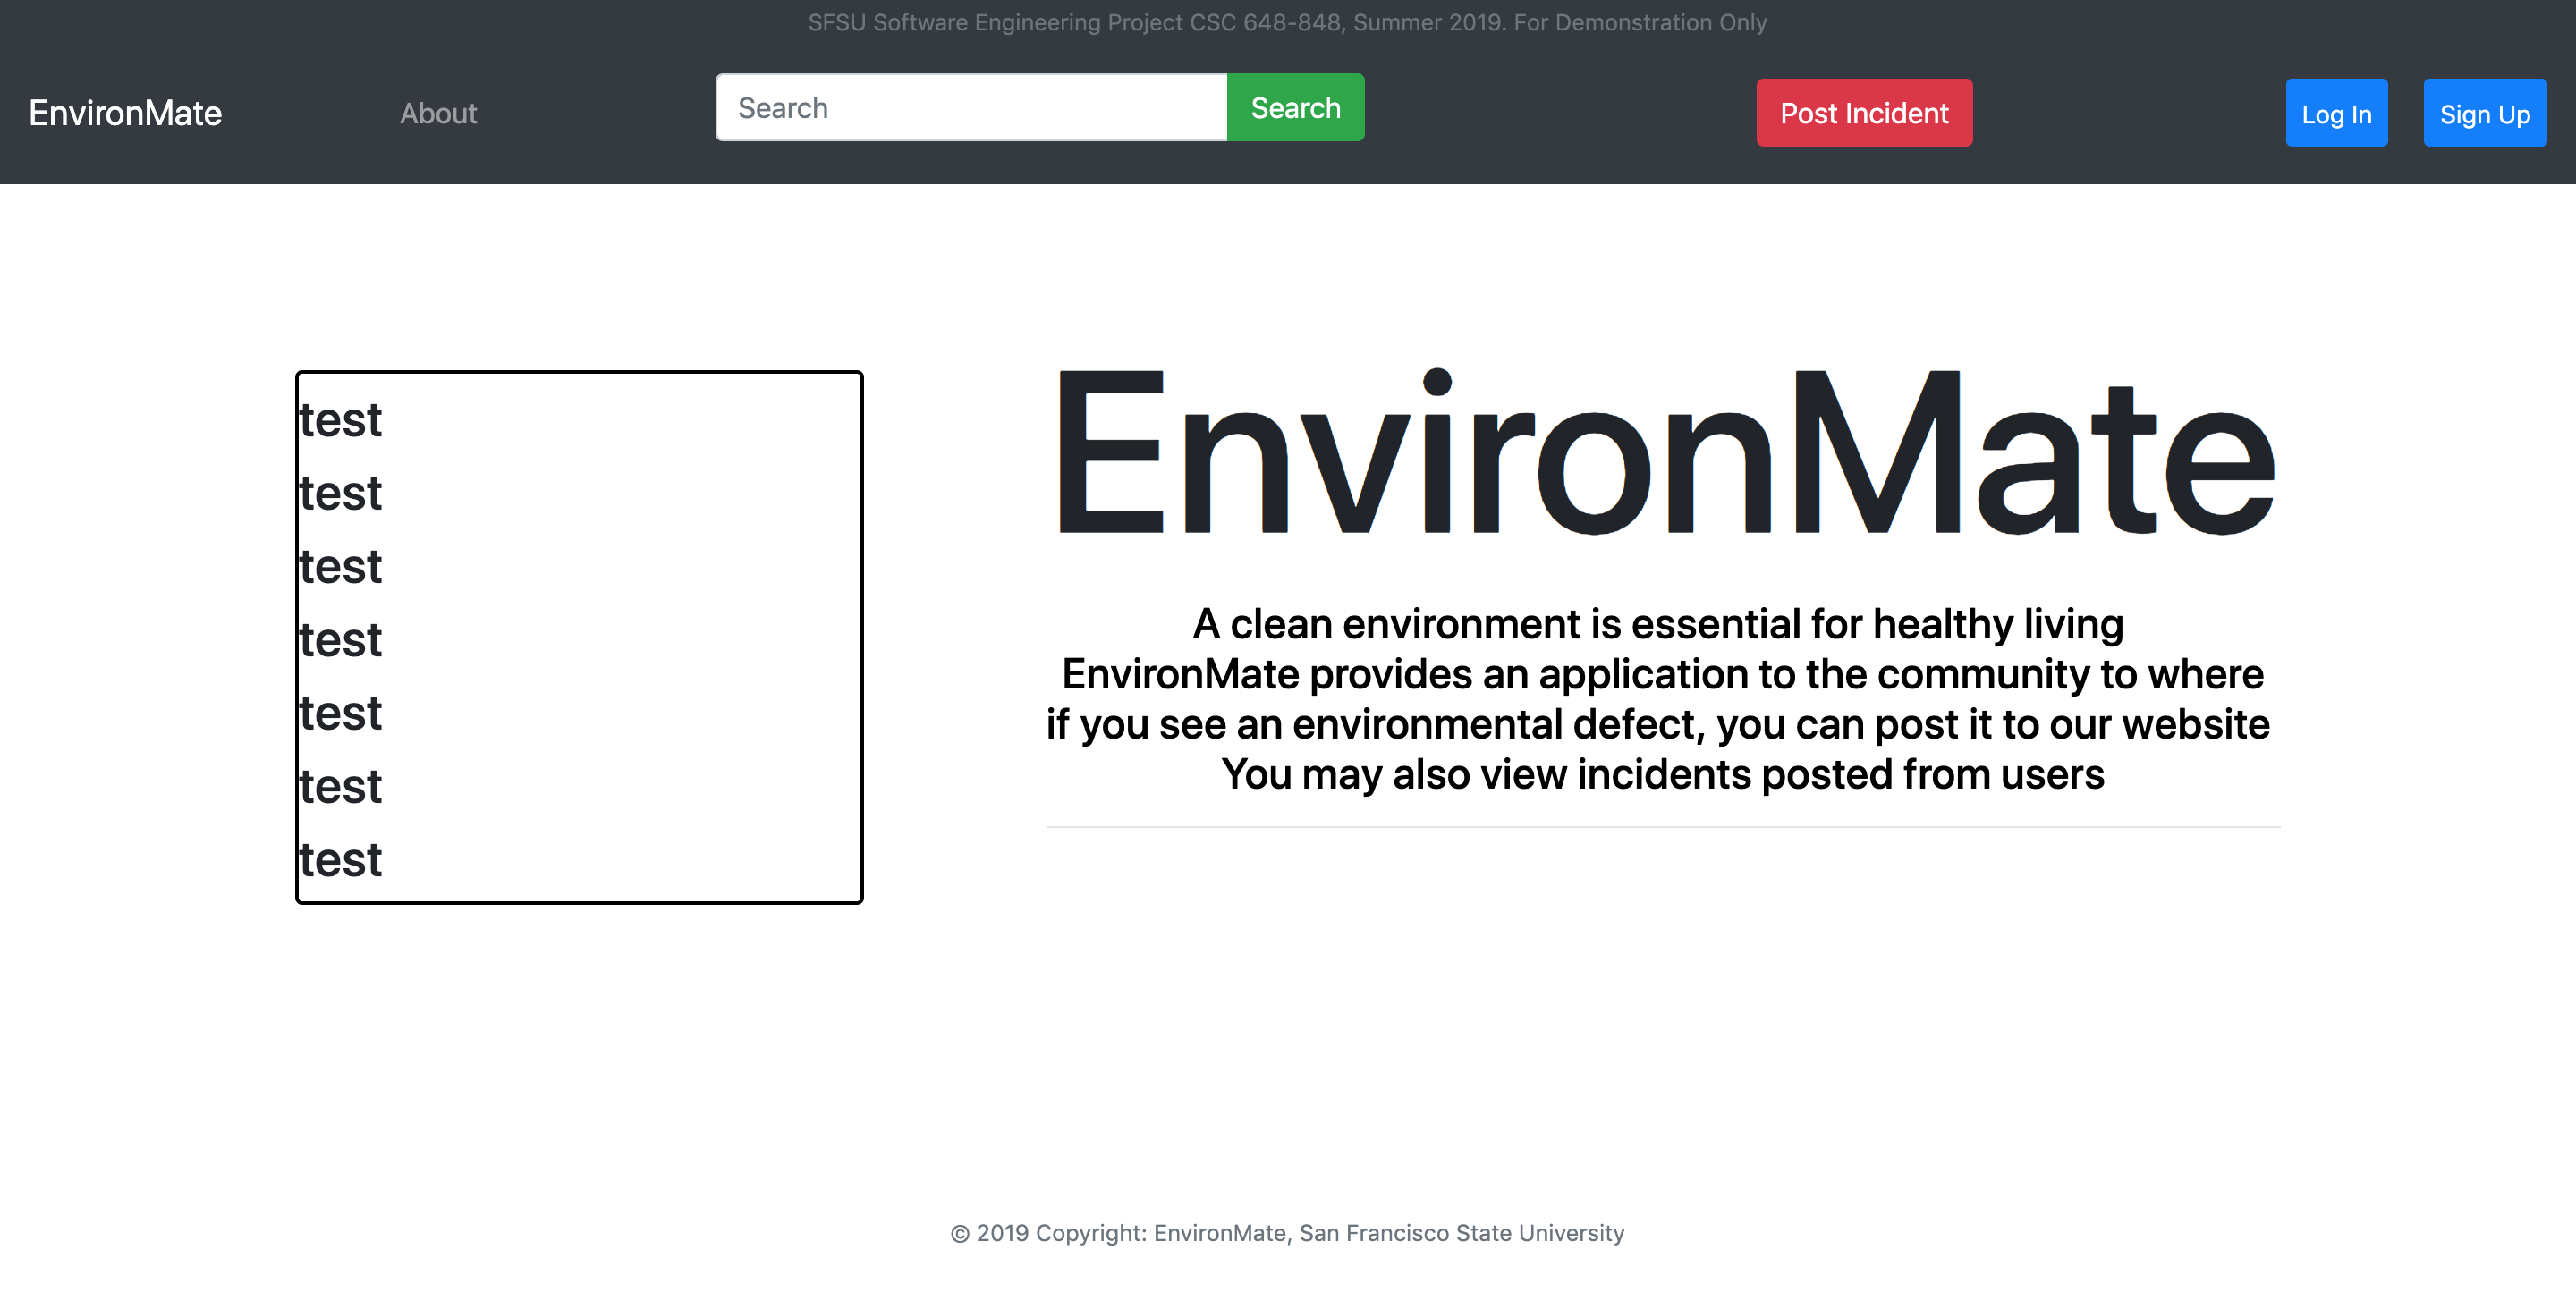 SFSU Software Engineering Project CSC 648-848, Summer 2019. For Demonstration Only
EnvironMate
About
Search
Search
Post Incident
Log In
Sign Up
test
test
test
test
test
test
test
EnvironMate
A clean environment is essential for healthy living
EnvironMate provides an application to the community to where
if you see an environmental defect, you can post it to our website
You may also view incidents posted from users
© 2019 Copyright: EnvironMate, San Francisco State University